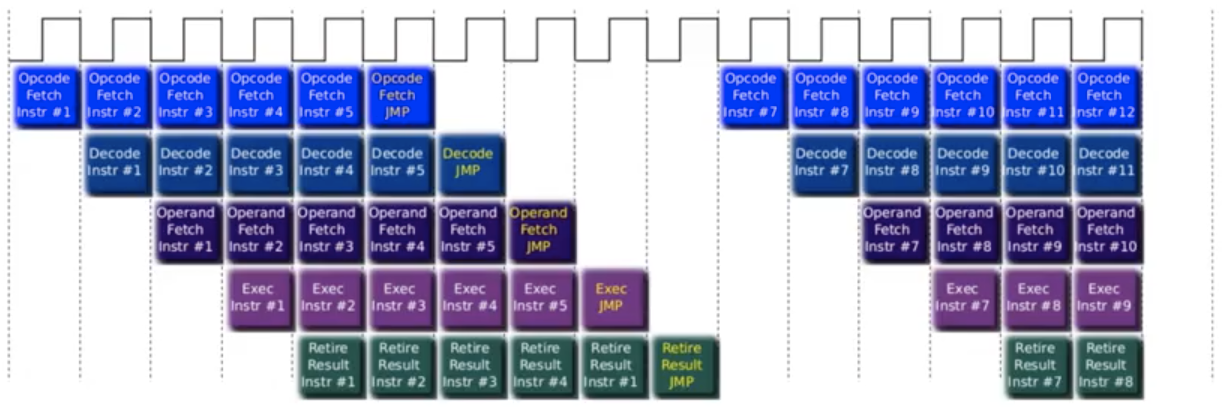 Opcode Opcode Opcode Opcode Opcode Opcode Opcode Opcode Opcode Opcode Opcode Opcode
Fetch Fetch Fetch Fetch Fetch Fetch Fetch Fetch Fetch Fetch Fetch Fetch
Instr #1 Instr #2 Instr #3 Instr #4 Instr #5 JMP Instr #7 Instr #8 Instr #9 Instr #10 Instr #11 Instr #12
Decode Decode Decode Decode Decode Decode Decode Decode Decode Decode Decode
Instr #1 Instr #2 Instr #3 Instr #4 Instr #5 JMP Instr #7 Instr #8 Instr #9 Instr #10 Instr #11
Operand Operand Operand Operand Operand Operand Operand Operand Operand Operand
Fetch Fetch Fetch Fetch Fetch Fetch Fetch Fetch Fetch Fetch
Instr #1 Instr #2 Instr #3 Instr #4 Instr #5 JMP Instr #7 Instr #8 Instr #9 Instr #10
Exec Exec Exec Exec Exec Exec Exec Exec Exec
Instr #1 Instr #2 Instr #3 Instr #4 Instr #5 JMP Instr #7 Instr #8 Instr #9
Retire Retire Retire Retire Retire Retire Retire Retire
Result Result Result Result Result Result Result Result
Instr #1 Instr #2 Instr #3 Instr #4 Instr #1 JMP Instr #7 Instr #8